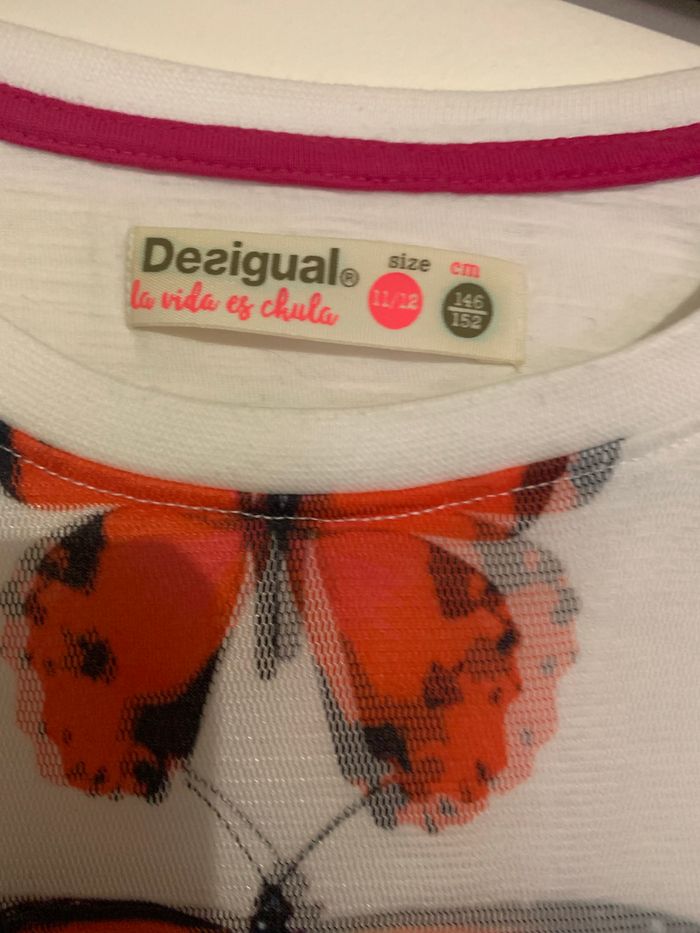 Desigual®
la vida es chula
size cm
11/12
146
152